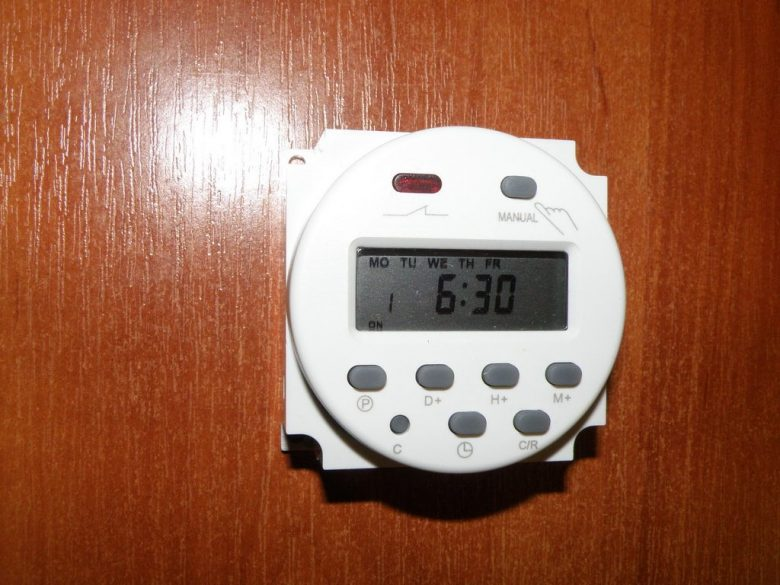 MANUAL
MO TU WE TH FR
1 6:30
ON
P D+ H+ M+
C C/R